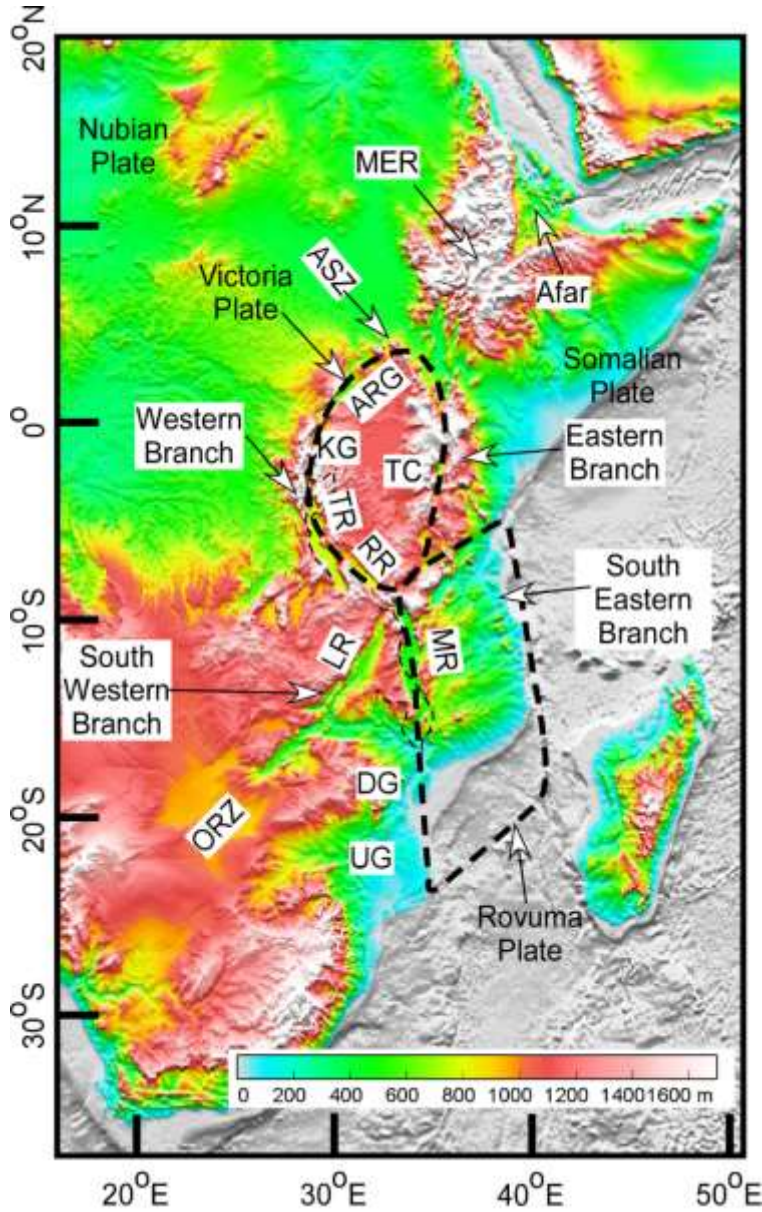 20°N
Nubian
Plate
MER
10°N
ASZ
Victoria
Plate
Afar
Somalian
Plate
ARG
0°
Western
Branch
KG
TC
Eastern
Branch
TR
RR
10°S
South
Eastern
Branch
LR
MR
South
Western
Branch
DG
20°S
ORZ
UG
Rovuma
Plate
30°S
0 200 400 600 800 1000 1200 1400 1600 m
20°E 30°E 40°E 50°E